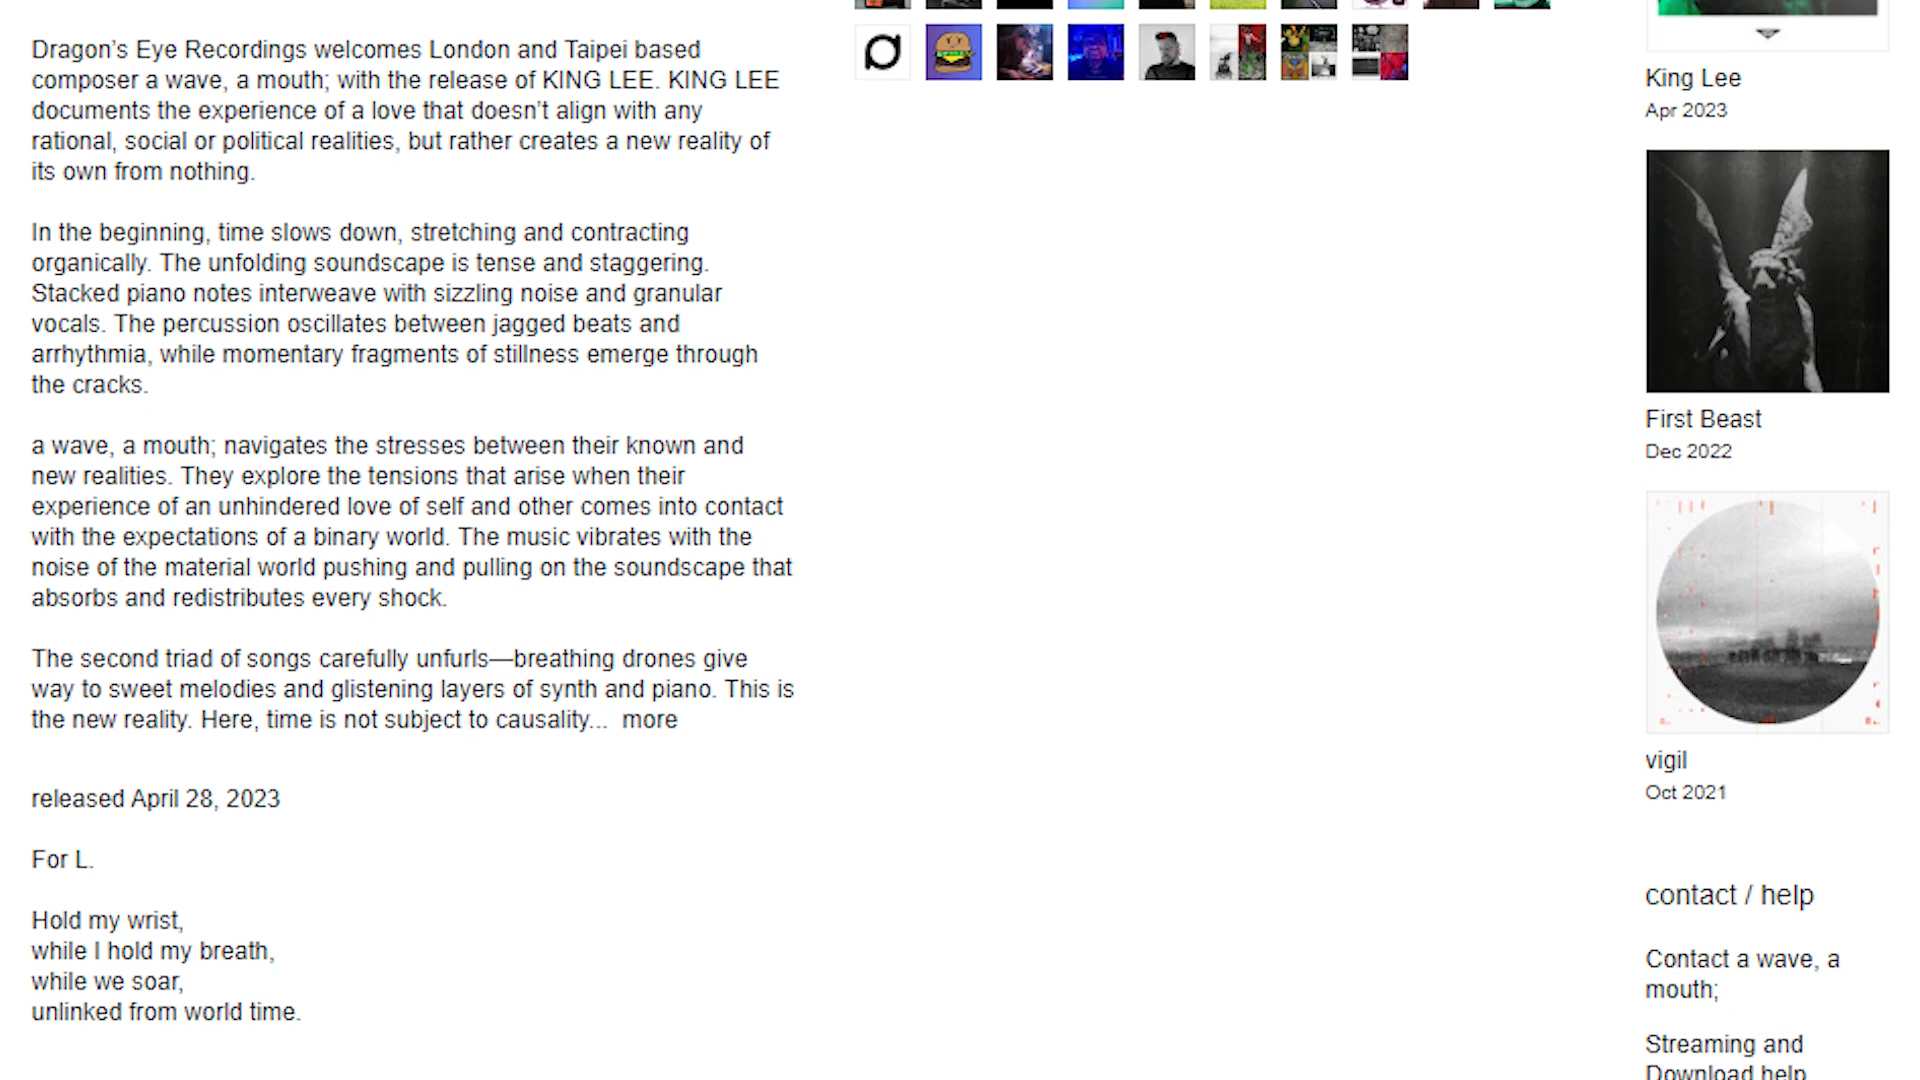 Dragon’s Eye Recordings welcomes London and Taipei based
composer a wave, a mouth; with the release of KING LEE. KING LEE
documents the experience of a love that doesn’t align with any
rational, social or political realities, but rather creates a new reality of
its own from nothing.
In the beginning, time slows down, stretching and contracting
organically. The unfolding soundscape is tense and staggering.
Stacked piano notes interweave with sizzling noise and granular
vocals. The percussion oscillates between jagged beats and
arrhythmia, while momentary fragments of stillness emerge through
the cracks.
a wave, a mouth; navigates the stresses between their known and
new realities. They explore the tensions that arise when their
experience of an unhindered love of self and other comes into contact
with the expectations of a binary world. The music vibrates with the
noise of the material world pushing and pulling on the soundscape that
absorbs and redistributes every shock.
The second triad of songs carefully unfurls—breathing drones give
way to sweet melodies and glistening layers of synth and piano. This is
the new reality. Here, time is not subject to causality... more
released April 28, 2023
For L.
Hold my wrist,
while I hold my breath,
while we soar,
unlinked from world time.
King Lee
Apr 2023
First Beast
Dec 2022
vigil
Oct 2021
contact / help
Contact a wave, a
mouth;
Streaming and
Download help